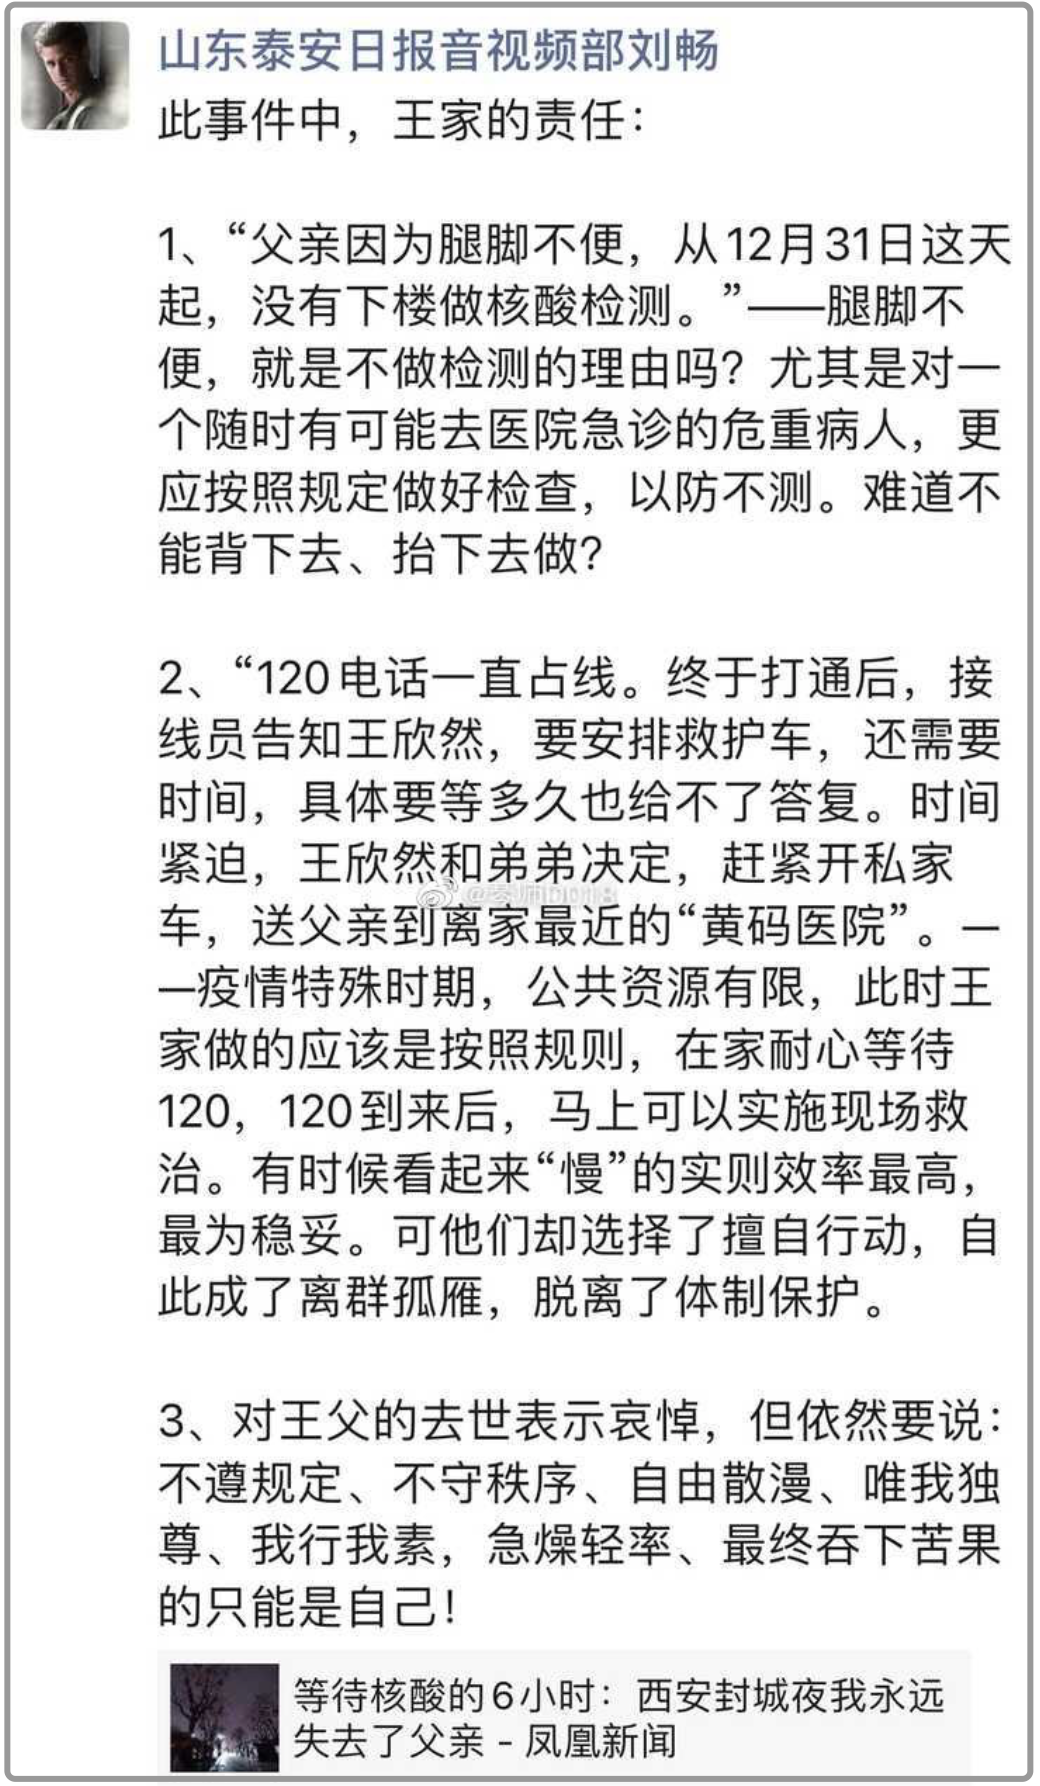 山东泰安日报音视频部刘畅
此事件中，王家的责任：
1、“父亲因为腿脚不便，从12月31日这天
起，没有下楼做核酸检测。”——腿脚不
便，就是不做检测的理由吗？尤其是对一
个随时有可能去医院急诊的危重病人，更
应按照规定做好检查，以防不测。难道不
能背下去、抬下去做？
2、“120电话一直占线。终于打通后，接
线员告知王欣然，要安排救护车，还需要
时间，具体要等多久也给不了答复。时间
紧迫，王欣然和弟弟决定，赶紧开私家
车，送父亲到离家最近的“黄码医院”。—
—疫情特殊时期，公共资源有限，此时王
家做的应该是按照规则，在家耐心等待
120，120到来后，马上可以实施现场救
治。有时候看起来“慢”的实则效率最高，
最为稳妥。可他们却选择了擅自行动，自
此成了离群孤雁，脱离了体制保护。
3、对王父的去世表示哀悼，但依然要说：
不遵规定、不守秩序、自由散漫、唯我独
尊、我行我素，急燥轻率、最终吞下苦果
的只能是自己！
等待核酸的6小时：西安封城夜我永远
失去了父亲 - 凤凰新闻